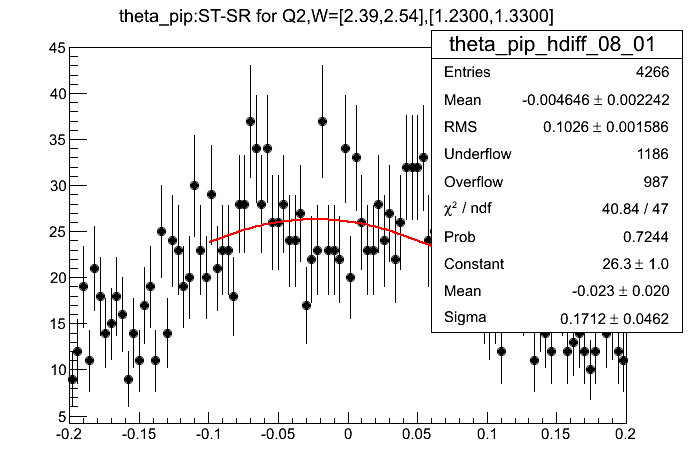 theta_pip:ST-SR for Q2,W=[2.39,2.54],[1.2300,1.3300]
theta_pip_hdiff_08_01
Entries 4266
Mean -0.004646 ± 0.002242
RMS 0.1026 ± 0.001586
Underflow 1186
Overflow 987
χ² / ndf 40.84 / 47
Prob 0.7244
Constant 26.3 ± 1.0
Mean -0.023 ± 0.020
Sigma 0.1712 ± 0.0462
45
40
35
30
25
20
15
10
5
-0.2 -0.15 -0.1 -0.05 0 0.05 0.1 0.15 0.2